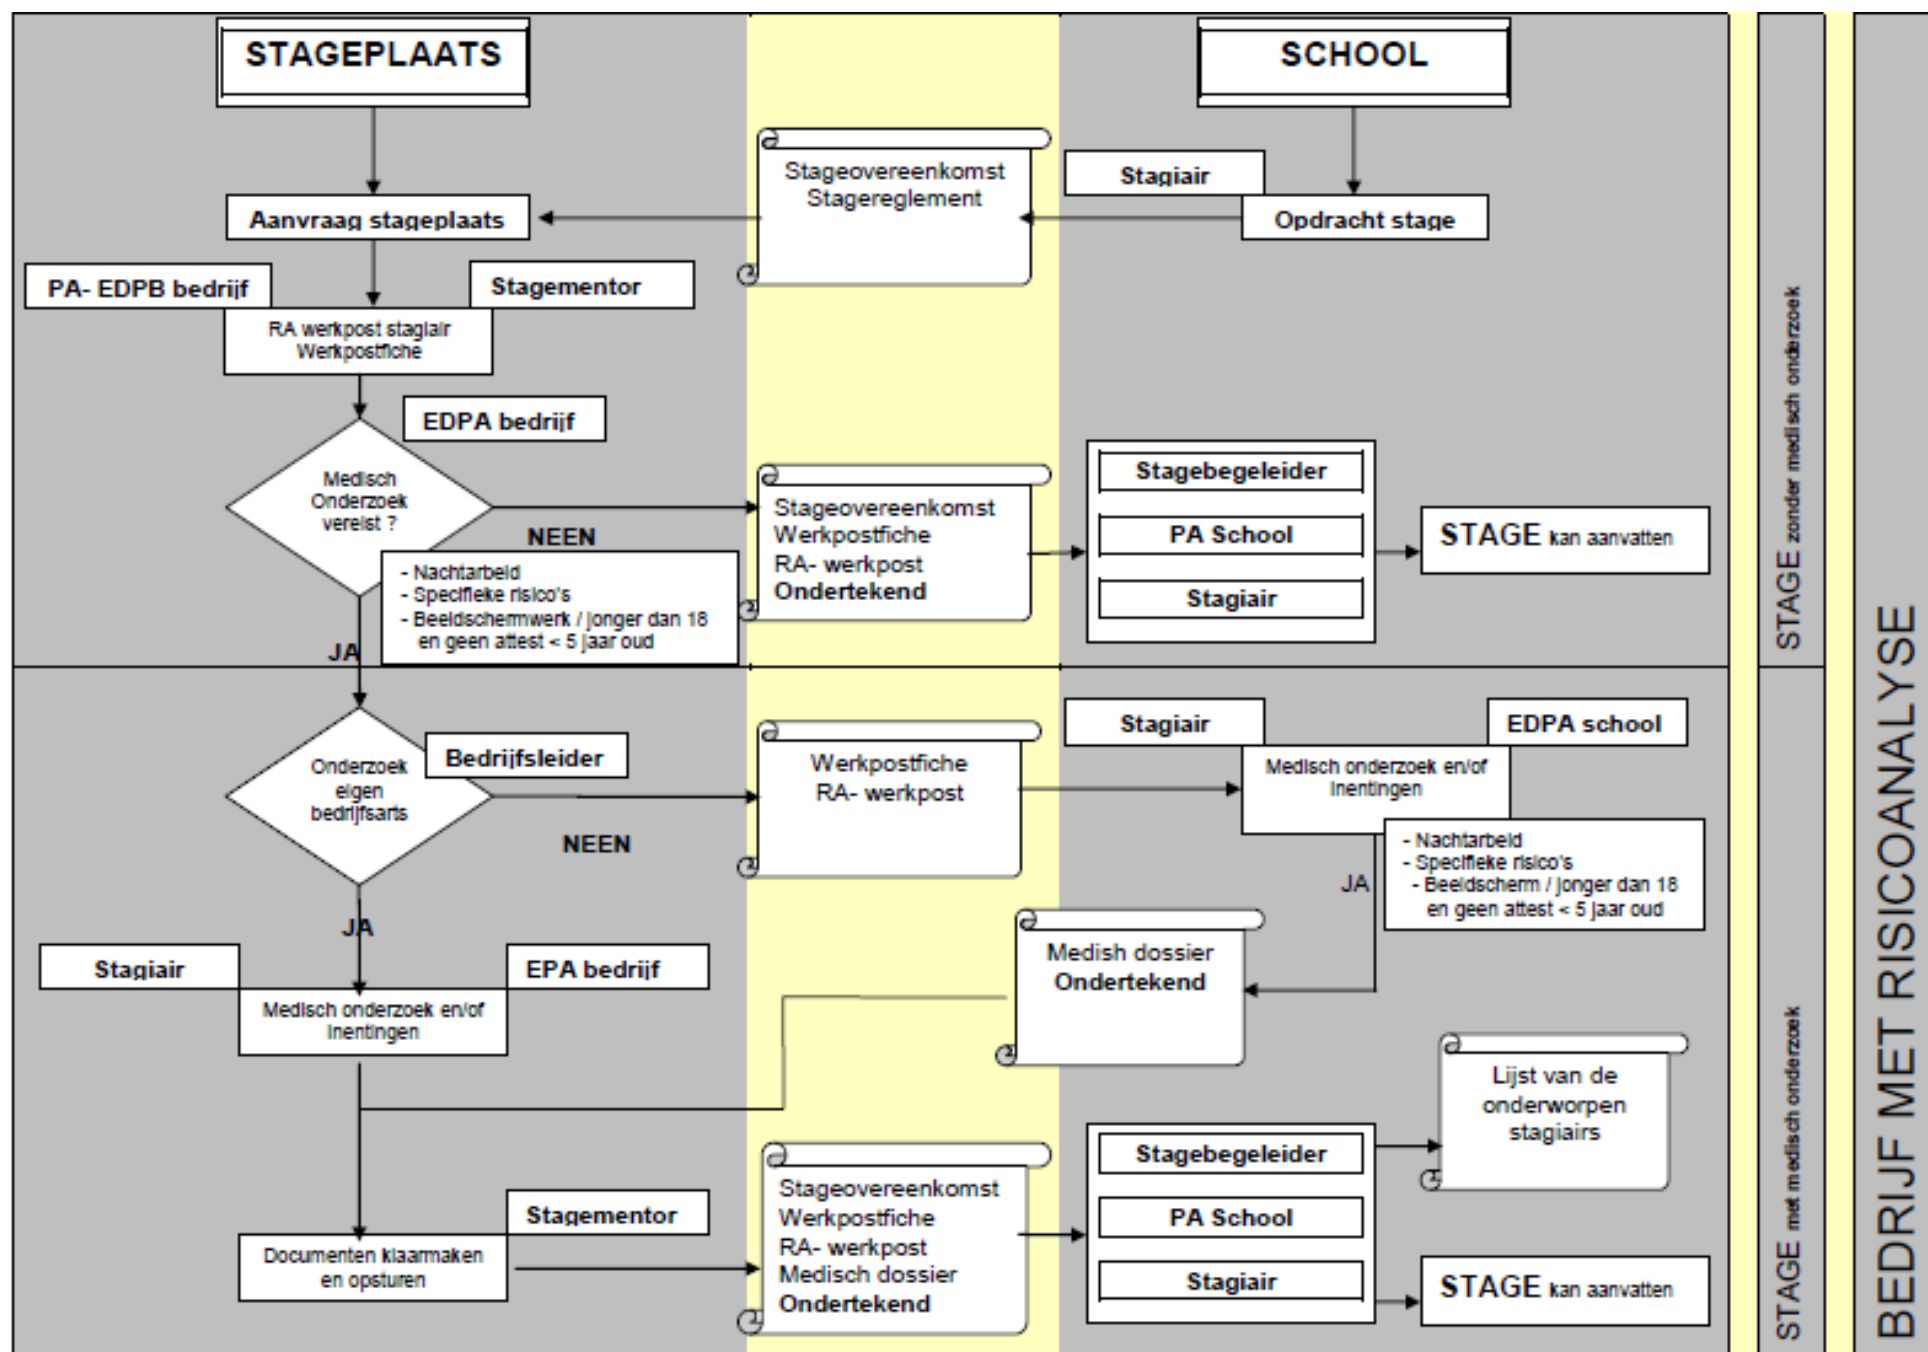 STAGEPLAATS
SCHOOL
Stageovereenkomst
Stagereglement
Stagiair
Aanvraag stageplaats
Opdracht stage
PA- EDPB bedrijf
Stagementor
RA werkpost stagiair
Werkpostfiche
EDPA bedrijf
Medisch
Onderzoek
vereist ?
NEEN
- Nachtarbeid
- Specifieke risico's
- Beeldschermwerk / jonger dan 18
en geen attest < 5 jaar oud
JA
Stageovereenkomst
Werkpostfiche
RA- werkpost
Ondertekend
Stagebegeleider
PA School
Stagiair
STAGE kan aanvatten
STAGE zonder medisch onderzoek
Onderzoek
eigen
bedrijfsarts
Bedrijfsleider
NEEN
JA
Werkpostfiche
RA- werkpost
Stagiair
EDPA school
Medisch onderzoek en/of
Inentingen
- Nachtarbeid
- Specifieke risico's
- Beeldscherm / jonger dan 18
en geen attest < 5 jaar oud
JA
Medish dossier
Ondertekend
Stagiair
EPA bedrijf
Medisch onderzoek en/of
Inentingen
Lijst van de
onderworpen
stagiairs
Stagementor
Documenten klaarmaken
en opsturen
Stageovereenkomst
Werkpostfiche
RA- werkpost
Medisch dossier
Ondertekend
Stagebegeleider
PA School
Stagiair
STAGE kan aanvatten
STAGE met medisch onderzoek
BEDRIJF MET RISICOANALYSE